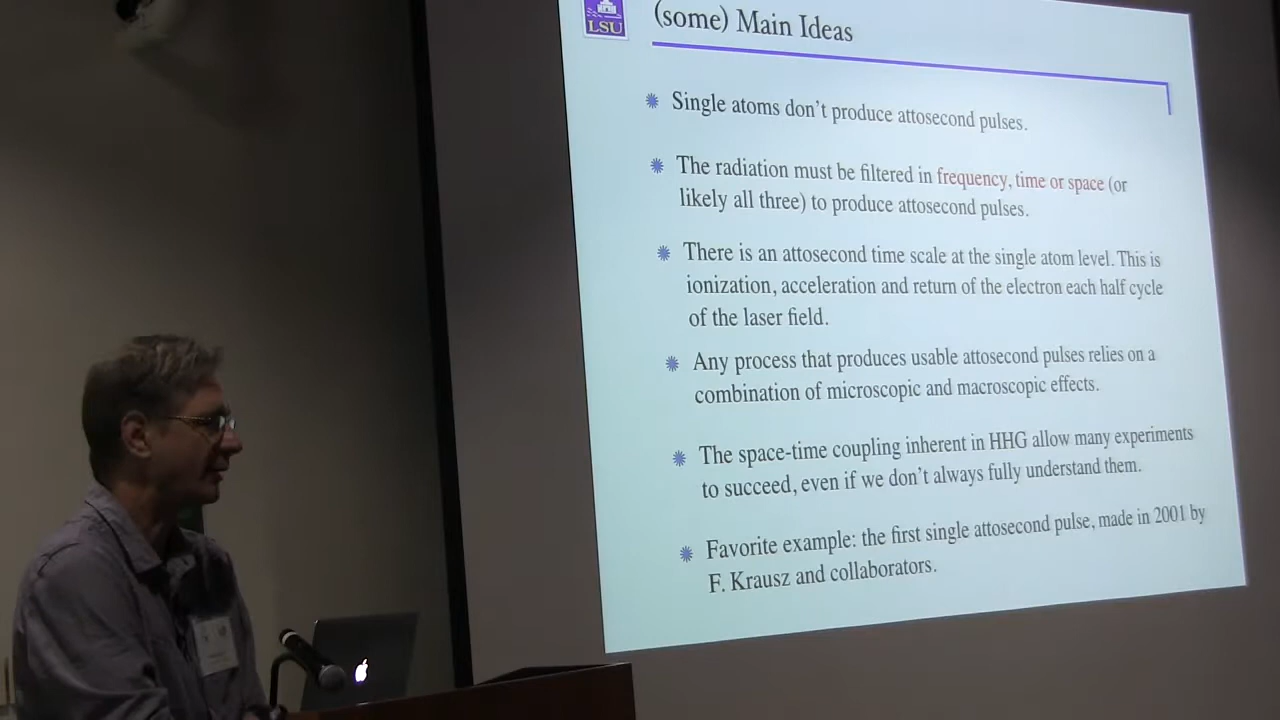 LSU
(some) Main Ideas
Single atoms don't produce attosecond pulses.
The radiation must be filtered in frequency, time or space (or
likely all three) to produce attosecond pulses.
There is an attosecond time scale at the single atom level. This is
ionization, acceleration and return of the electron each half cycle
of the laser field.
Any process that produces usable attosecond pulses relies on a
combination of microscopic and macroscopic effects.
The space-time coupling inherent in HHG allow many experiments
to succeed, even if we don't always fully understand them.
Favorite example: the first single attosecond pulse, made in 2001 by
F. Krausz and collaborators.